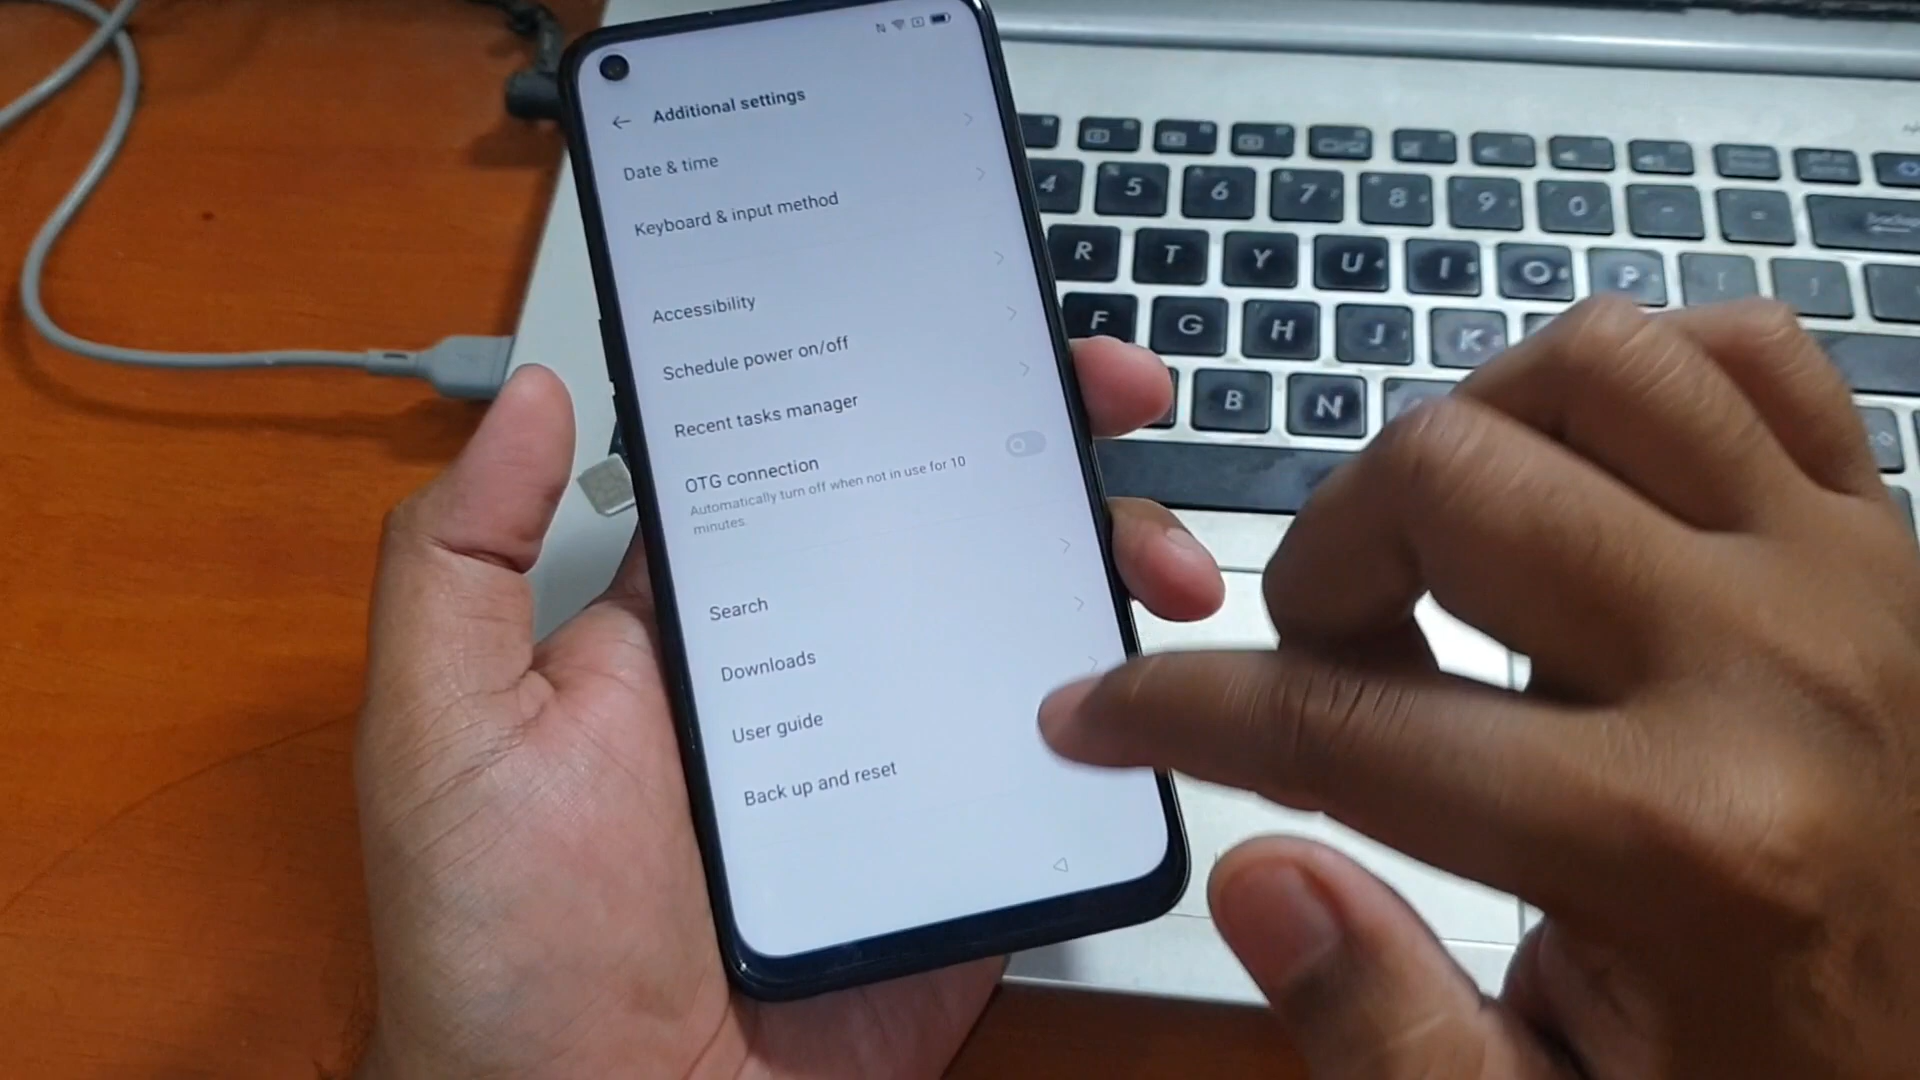 Additional settings
Date & time
Keyboard & input method
Accessibility
Schedule power on/off
Recent tasks manager
OTG connection
Automatically turn off when not in use for 10
minutes.
Search
Downloads
User guide
Back up and reset
4 5 6 7 8 9 0 - =
R T Y U I O P [ ]
F G H J K
B N